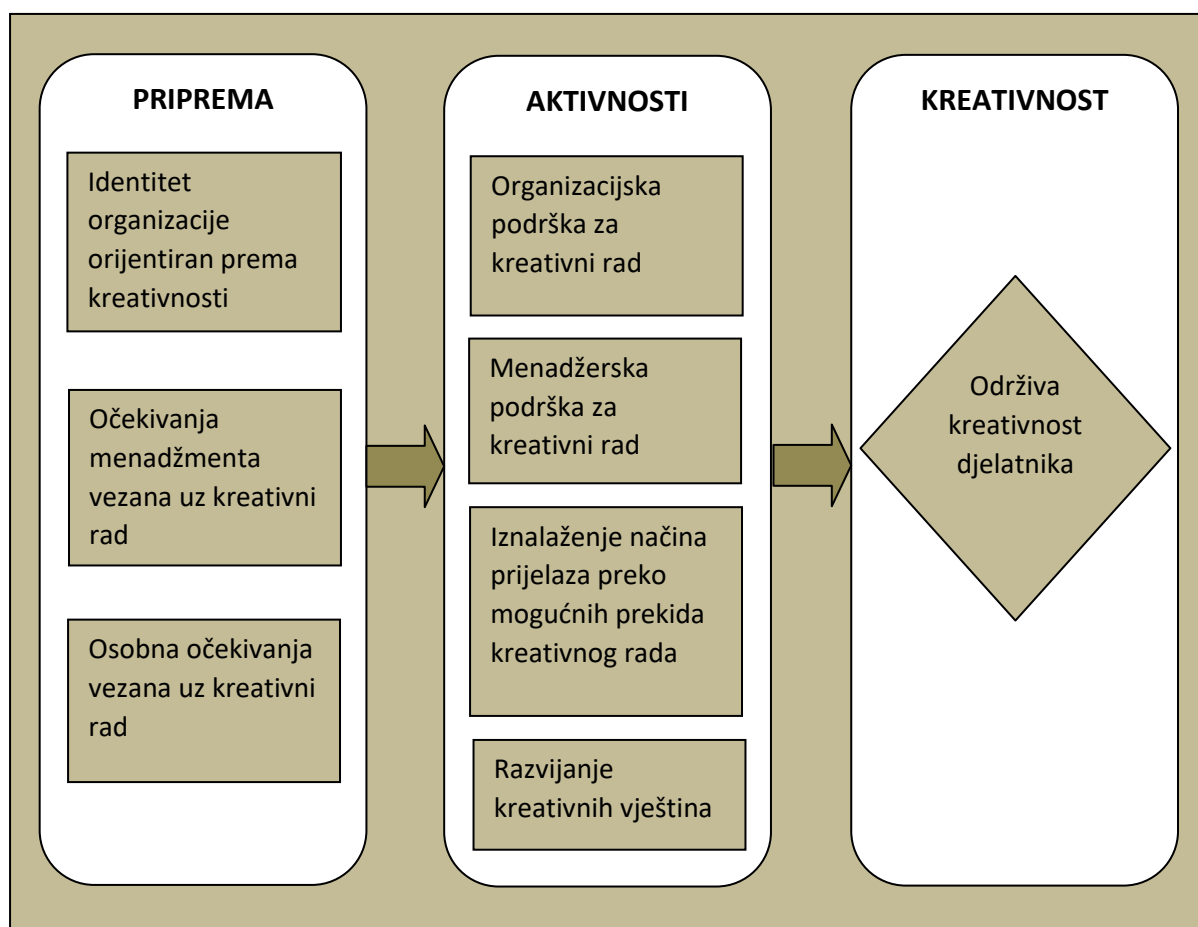 PRIPREMA
Identitet
organizacije
orijentiran prema
kreativnosti
Očekivanja
menadžmenta
vezana uz kreativni
rad
Osobna očekivanja
vezana uz kreativni
rad
AKTIVNOSTI
Organizacijska
podrška za
kreativni rad
Menadžerska
podrška za
kreativni rad
Iznalaženje načina
prijelaza preko
mogućnih prekida
kreativnog rada
Razvijanje
kreativnih vještina
KREATIVNOST
Održiva
kreativnost
djelatnika